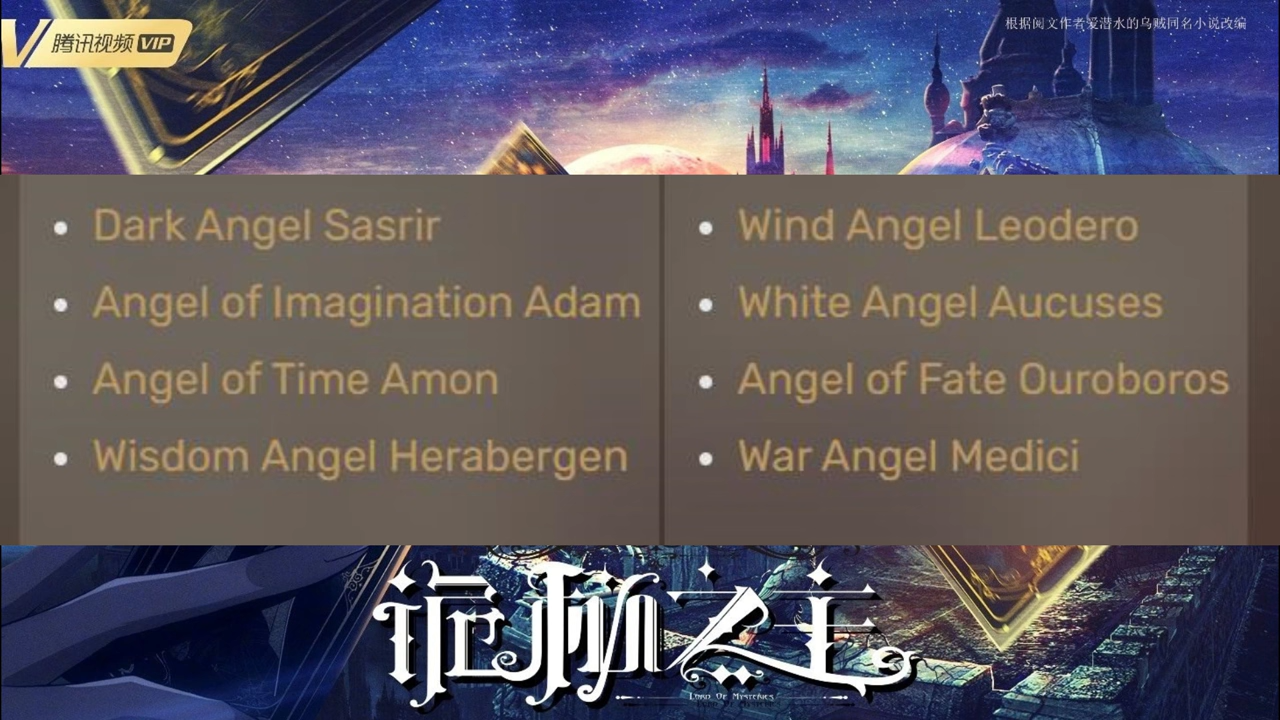 腾讯视频 VIP
根据阅文作者爱潜水的乌贼同名小说改编
Dark Angel Sasrir
Angel of Imagination Adam
Angel of Time Amon
Wisdom Angel Herabergen
Wind Angel Leodero
White Angel Aucuses
Angel of Fate Ouroboros
War Angel Medici
诡秘之主
Lord Of Mysteries